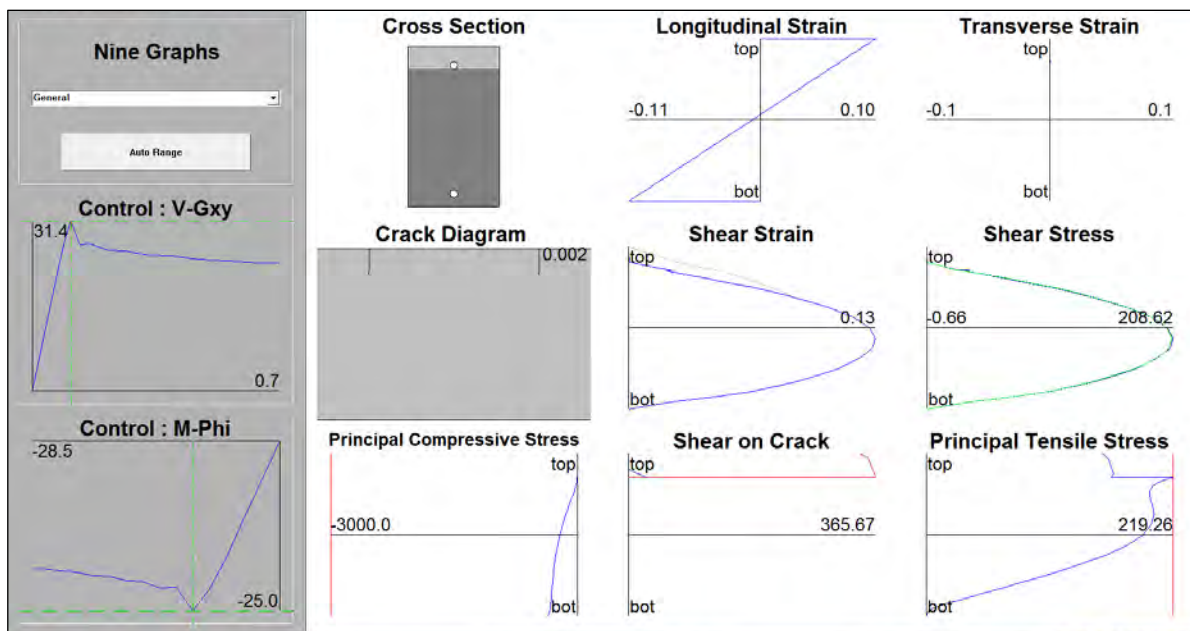 Nine Graphs
General
Auto Range
Control : V-Gxy
31.4
0.7
Control : M-Phi
-28.5
-25.0
Cross Section
Longitudinal Strain
top
-0.11
0.10
bot
Transverse Strain
top
-0.1
0.1
bot
Crack Diagram
0.002
Shear Strain
top
0.13
bot
Shear Stress
top
-0.66
208.62
bot
Principal Compressive Stress
top
-3000.0
bot
Shear on Crack
top
365.67
bot
Principal Tensile Stress
top
219.26
bot